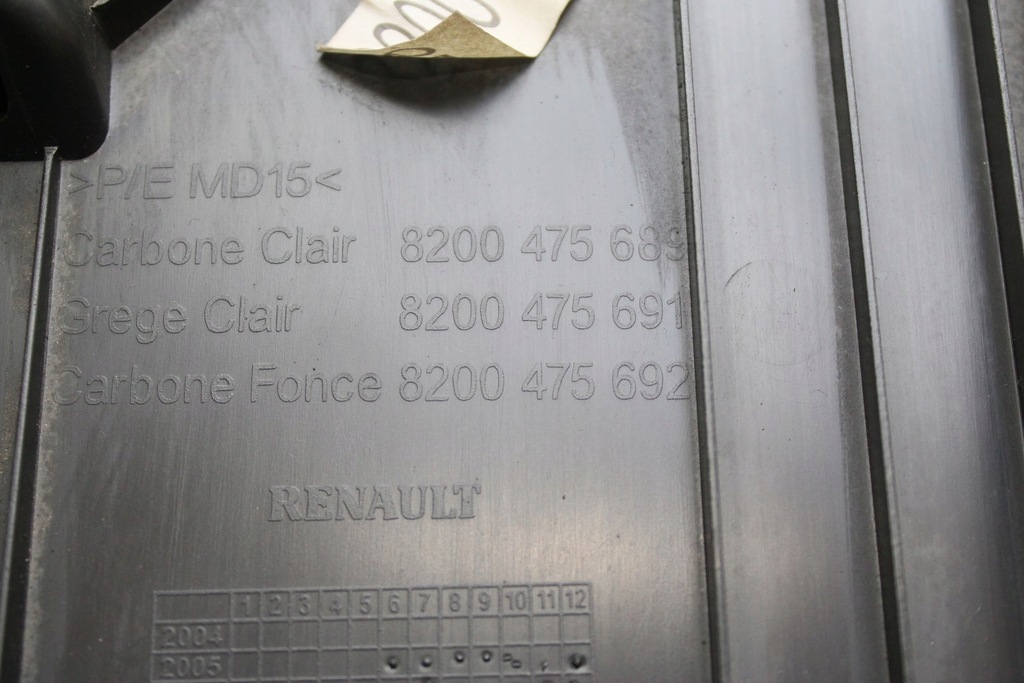 000
>P/E MD15<
Carbone Clair 8200 475 689
Grege Clair 8200 475 691
Carbone Fonce 8200 475 692
RENAULT
1 2 3 4 5 6 7 8 9 10 11 12
2004
2005